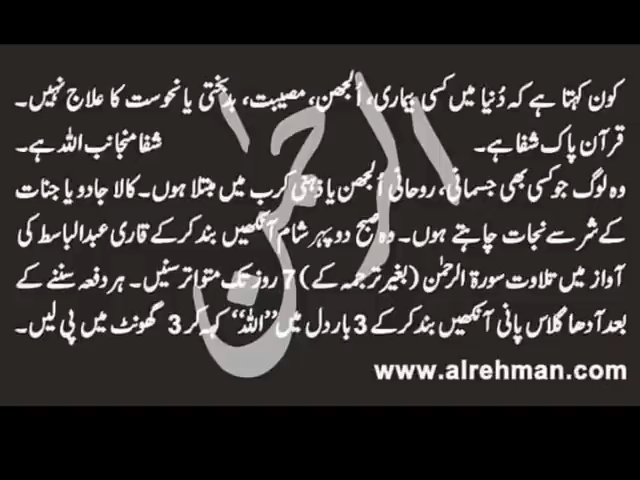 کون کہتا ہے کہ دُنیا میں کسی بیماری، اُلجھن، مصیبت، بدبختی یا نحوست کا علاج نہیں۔
قرآن پاک شفا ہے۔ شفا منجانب اللہ ہے۔
وہ لوگ جو کسی بھی جسمانی، روحانی اُلجھن یا ذہنی کرب میں مبتلا ہوں۔ کالا جادو یا جنات
کے شر سے نجات چاہتے ہوں۔ وہ صبح دوپہر شام آنکھیں بند کر کے قاری عبدالباسط کی
آواز میں تلاوت سورۃ الرحمٰن (بغیر ترجمہ کے) 7 روز تک متواتر سنیں۔ ہر دفعہ سننے کے
بعد آدھا گلاس پانی آنکھیں بند کر کے 3 بار دل میں ”اللہ“ کہہ کر 3 گھونٹ میں پی لیں۔
www.alrehman.com
الرحمٰن